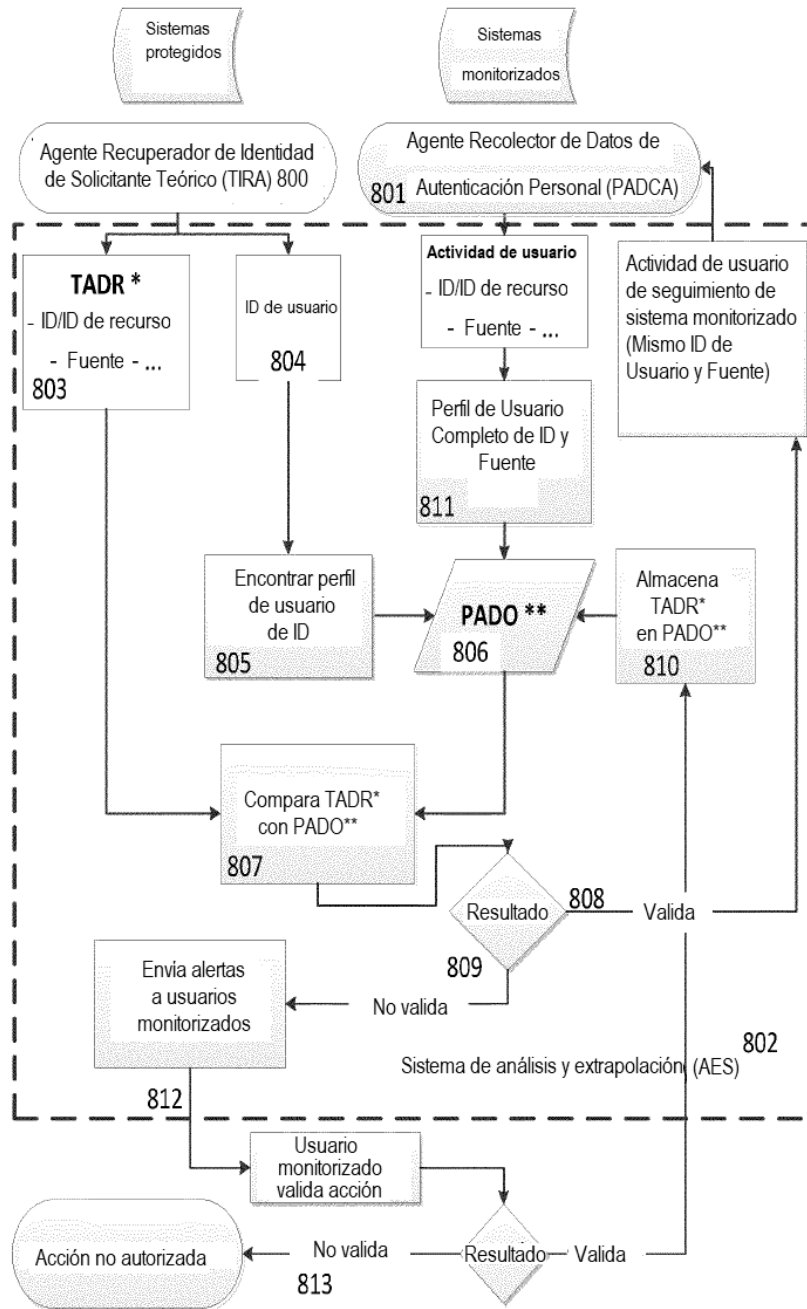 Sistemas
protegidos
Sistemas
monitorizados
Agente Recuperador de Identidad
de Solicitante Teórico (TIRA) 800
Agente Recolector de Datos de
801 Autenticación Personal (PADCA)
TADR *
- ID/ID de recurso
- Fuente - ...
803
ID de usuario
804
Actividad de usuario
- ID/ID de recurso
- Fuente - ...
Actividad de usuario
de seguimiento de
sistema monitorizado
(Mismo ID de
Usuario y Fuente)
Perfil de Usuario
Completo de ID y
Fuente
811
Encontrar perfil
de usuario
de ID
805
PADO **
806
Almacena
TADR*
en PADO**
810
Compara TADR*
con PADO**
807
Resultado
808
Valida
809
No valida
Envía alertas
a usuarios
monitorizados
802
Sistema de análisis y extrapolación (AES)
812
Usuario
monitorizado
valida acción
Resultado
Valida
No valida
813
Acción no autorizada